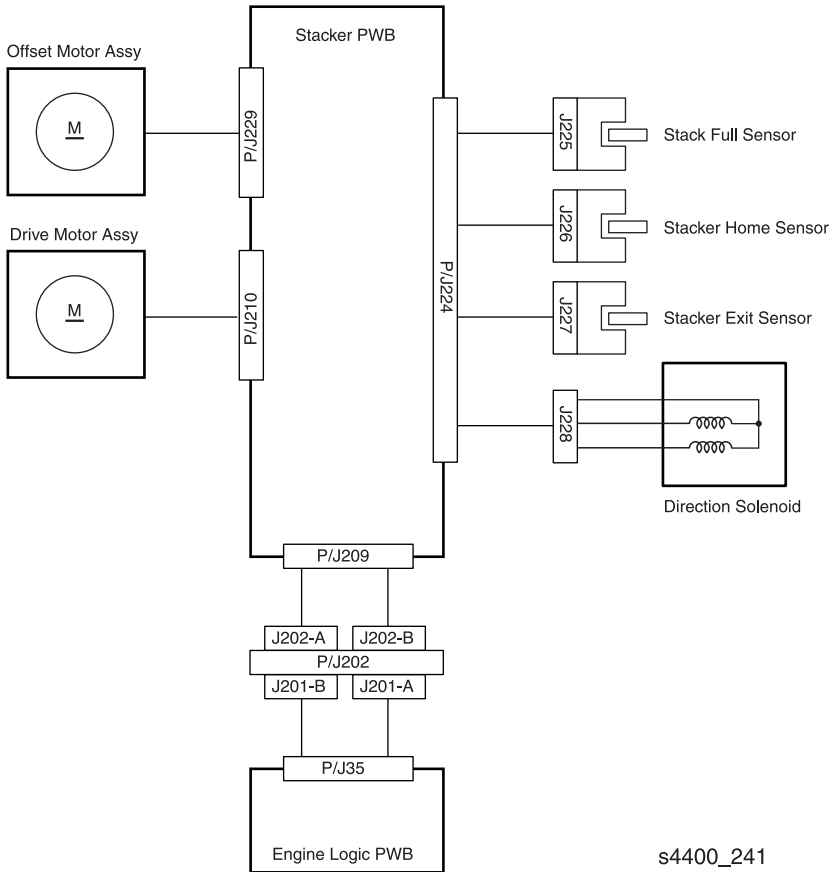 Stacker PWB
Offset Motor Assy
M
P/J229
Drive Motor Assy
M
P/J210
P/J224
J225
Stack Full Sensor
J226
Stacker Home Sensor
J227
Stacker Exit Sensor
J228
Direction Solenoid
P/J209
J202-A
J202-B
P/J202
J201-B
J201-A
P/J35
Engine Logic PWB
s4400_241